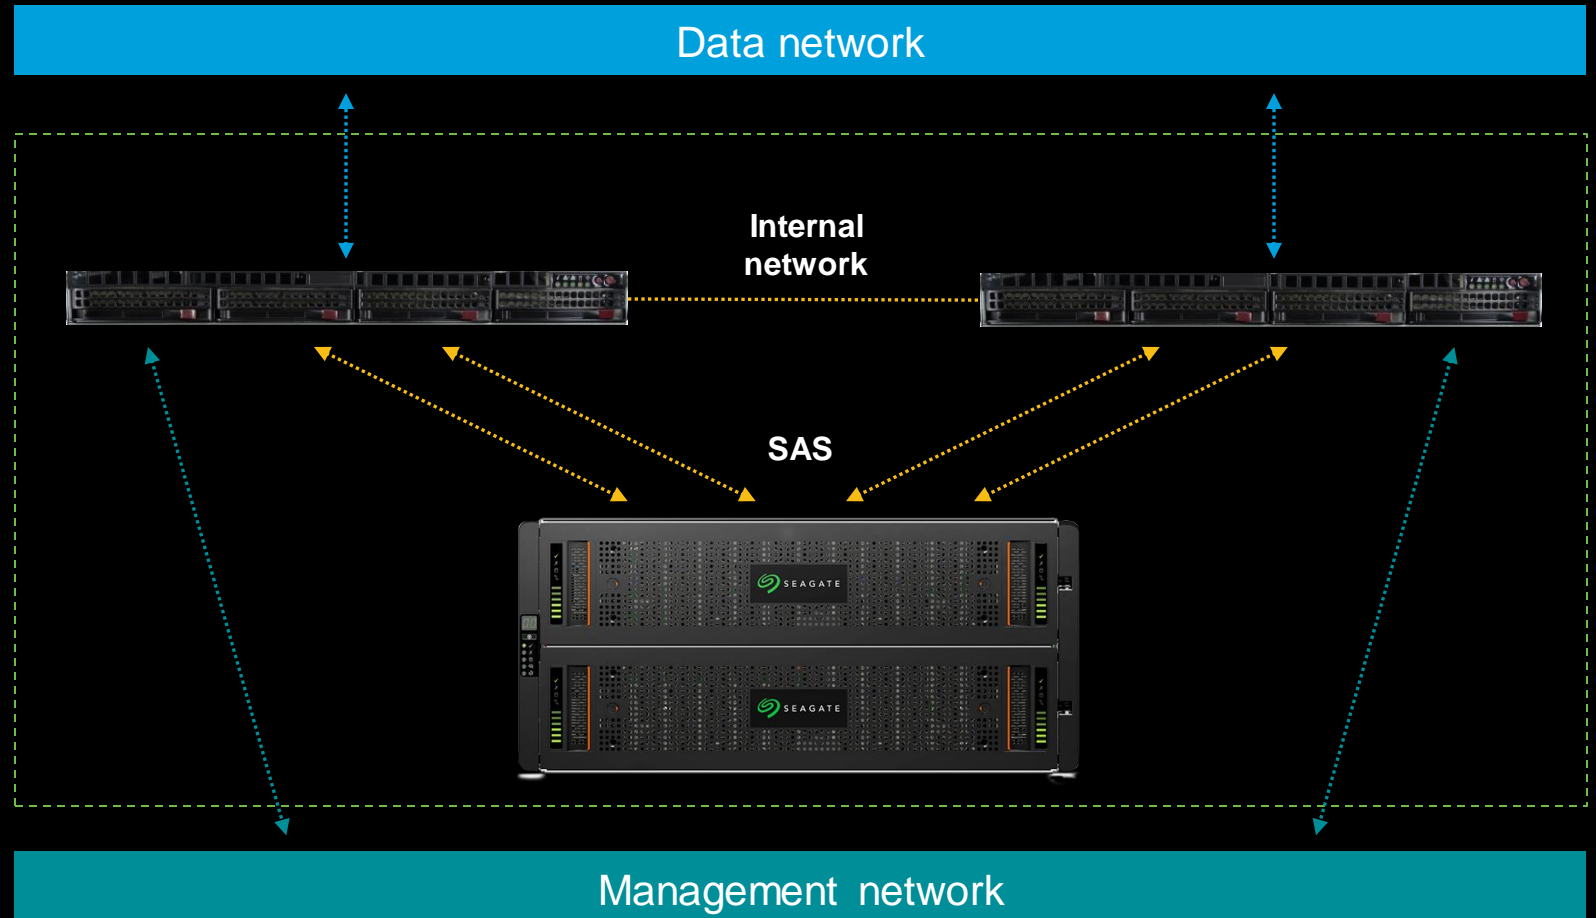 Data network
Internal
network
SAS
SEAGATE
SEAGATE
Management network